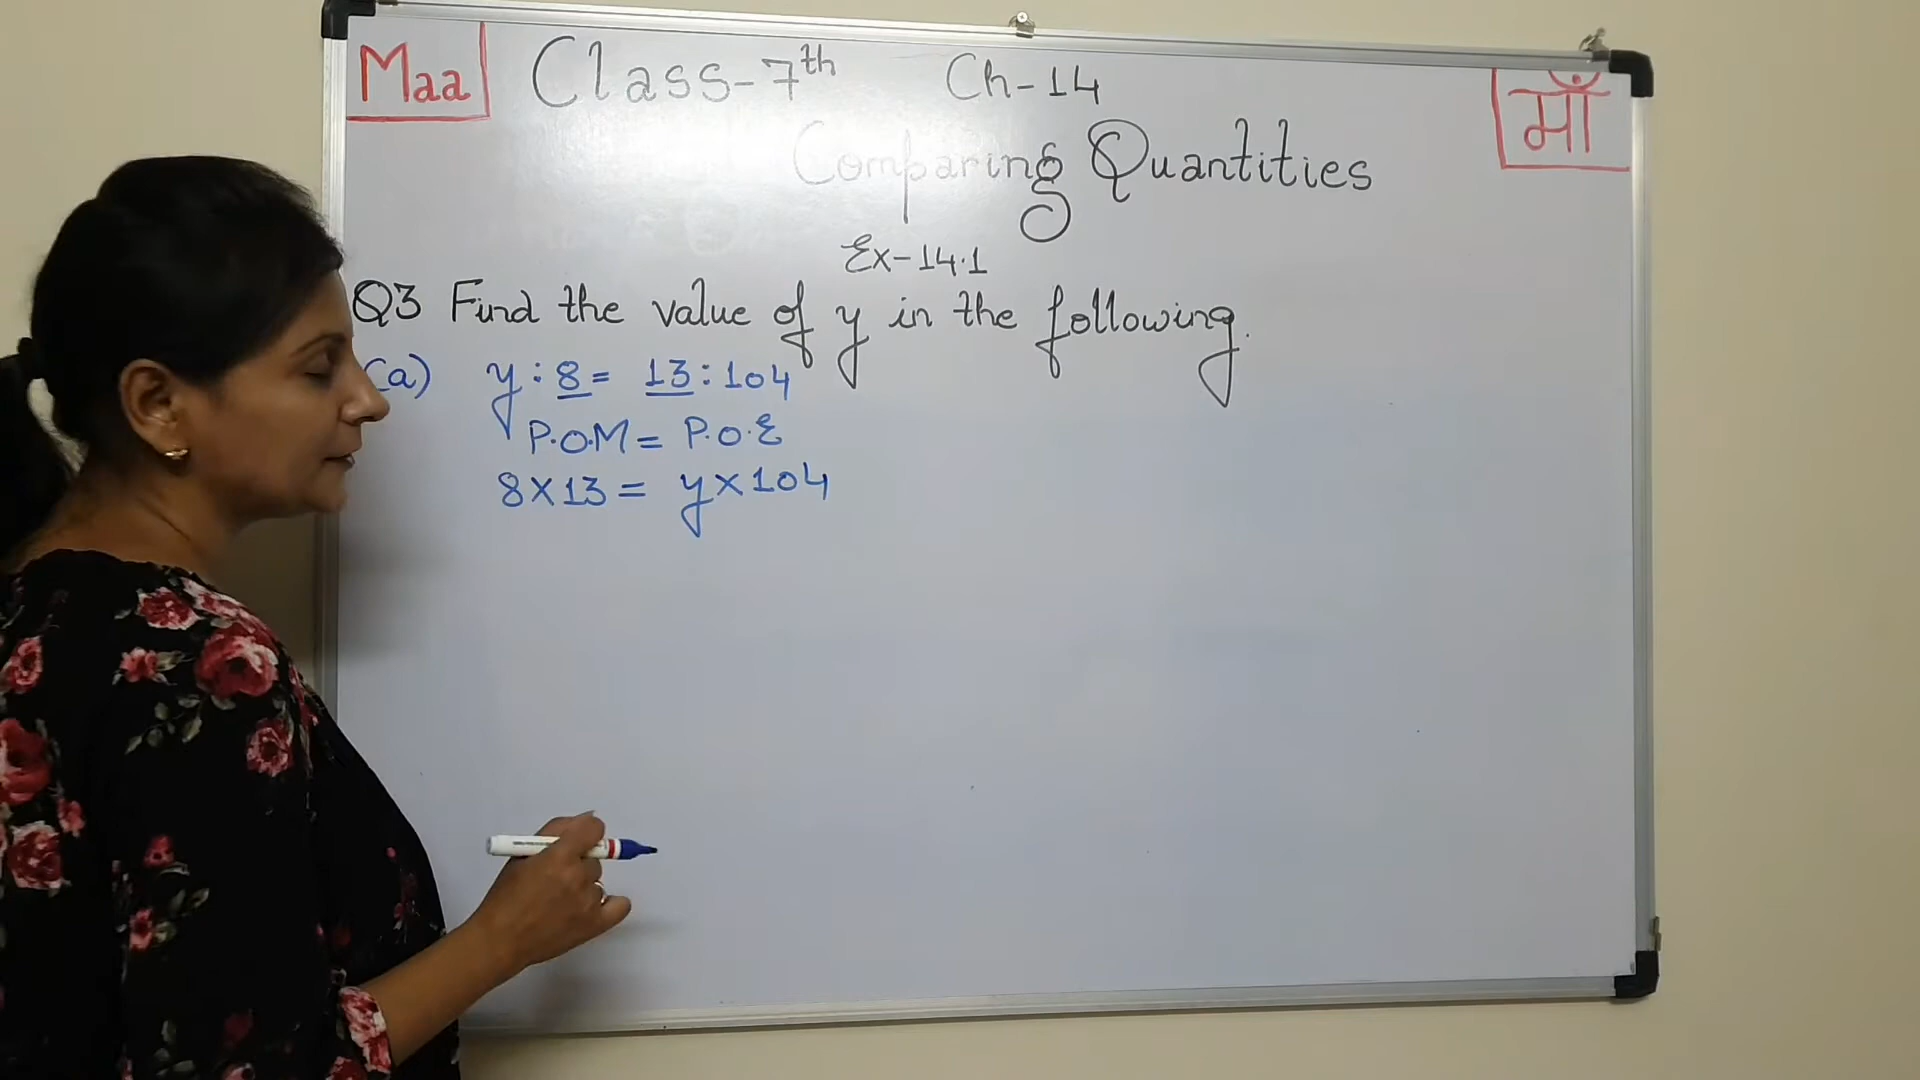 Maa Class-7th Ch-14 माँ
Comparing Quantities
Ex-14.1
Q3 Find the value of y in the following.
(a) y : 8 = 13 : 104
P.O.M = P.O.E
8 X 13 = y X 104